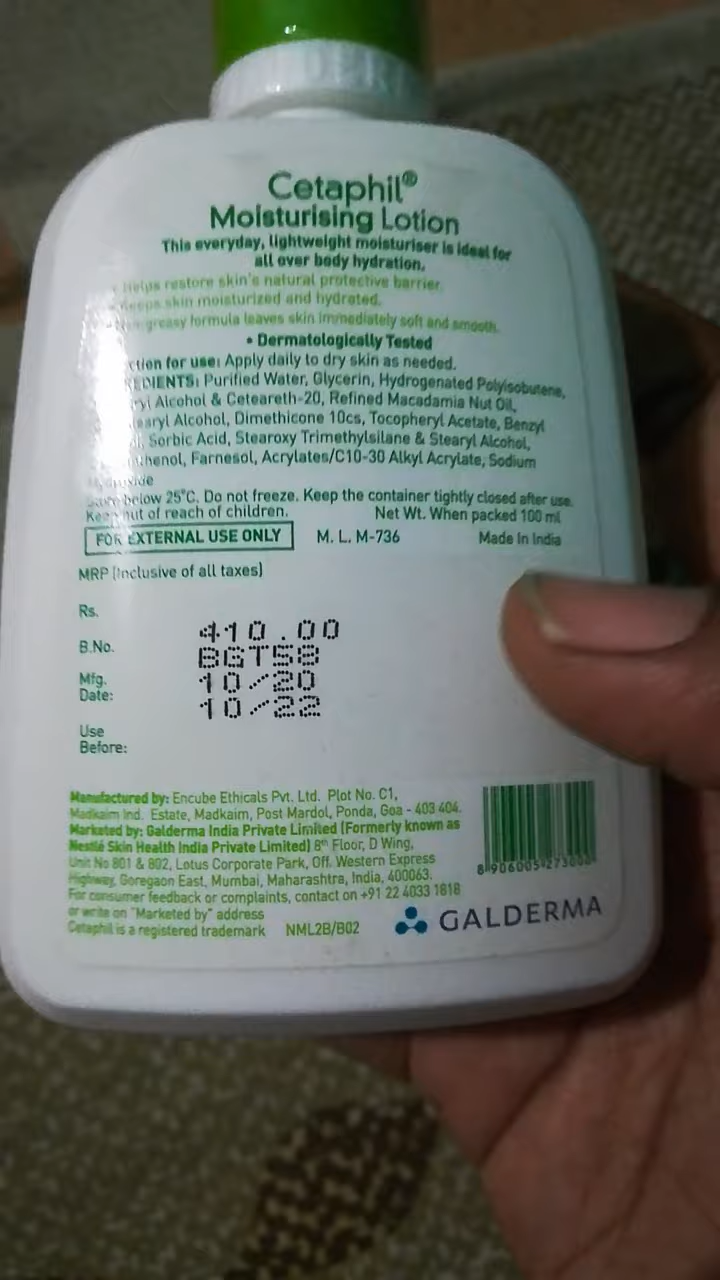 Cetaphil®
Moisturising Lotion
This everyday, lightweight moisturiser is ideal for
all over body hydration.
• Helps restore skin's natural protective barrier.
keeps skin moisturized and hydrated.
greasy formula leaves skin immediately soft and smooth.
• Dermatologically Tested
for use: Apply daily to dry skin as needed.
Purified Water, Glycerin, Hydrogenated Polyisobutene,
Alcohol & Ceteareth-20, Refined Macadamia Nut Oil,
Alcohol, Dimethicone 10cs, Tocopheryl Acetate, Benzyl
Sorbic Acid, Stearoxy Trimethylsilane & Stearyl Alcohol,
Farnesol, Acrylates/C10-30 Alkyl Acrylate, Sodium
below 25°C. Do not freeze. Keep the container tightly closed after use.
Keep out of reach of children. Net Wt. When packed 100 ml
FOR EXTERNAL USE ONLY M. L. M-736 Made In India
MRP (Inclusive of all taxes)
Rs. 410.00
B.No. BGT58
Mfg. 10/20
Date:
10/22
Use
Before:
Manufactured by: Encube Ethicals Pvt. Ltd. Plot No. C1,
Madkaim Ind. Estate, Madkaim, Post Mardol, Ponda, Goa - 403 404.
Marketed by: Galderma India Private Limited (Formerly known as
Nestlé Skin Health India Private Limited) 8th Floor, D Wing,
Unit No 801 & 802, Lotus Corporate Park, Off. Western Express
Highway, Goregaon East, Mumbai, Maharashtra, India, 400063.
For consumer feedback or complaints, contact on +91 22 4033 1818
or write on "Marketed by" address
Cetaphil is a registered trademark NML2B/B02
GALDERMA